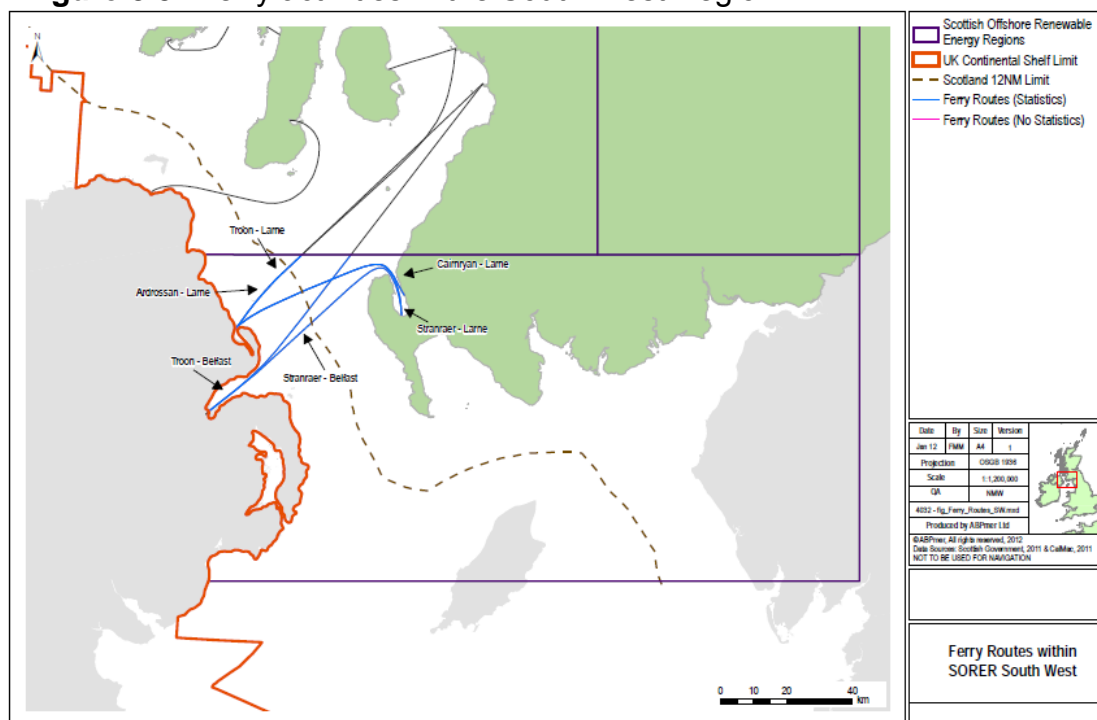 N
Troon - Larne
Ardrossan - Larne
Cairnryan - Larne
Stranraer - Larne
Troon - Belfast
Stranraer - Belfast
0 10 20 40
km
Scottish Offshore Renewable
Energy Regions
UK Continental Shelf Limit
Scotland 12NM Limit
Ferry Routes (Statistics)
Ferry Routes (No Statistics)
Date By Size Version
Jan 12 FMM A4 1
Projection OSGB 1936
Scale 1:1,200,000
QA NMW
4032 - fig_Ferry_Routes_SW.mxd
Produced by ABPmer Ltd
©ABPmer, All rights reserved, 2012
Data Sources: Scottish Government, 2011 & CalMac, 2011
NOT TO BE USED FOR NAVIGATION
Ferry Routes within
SORER South West